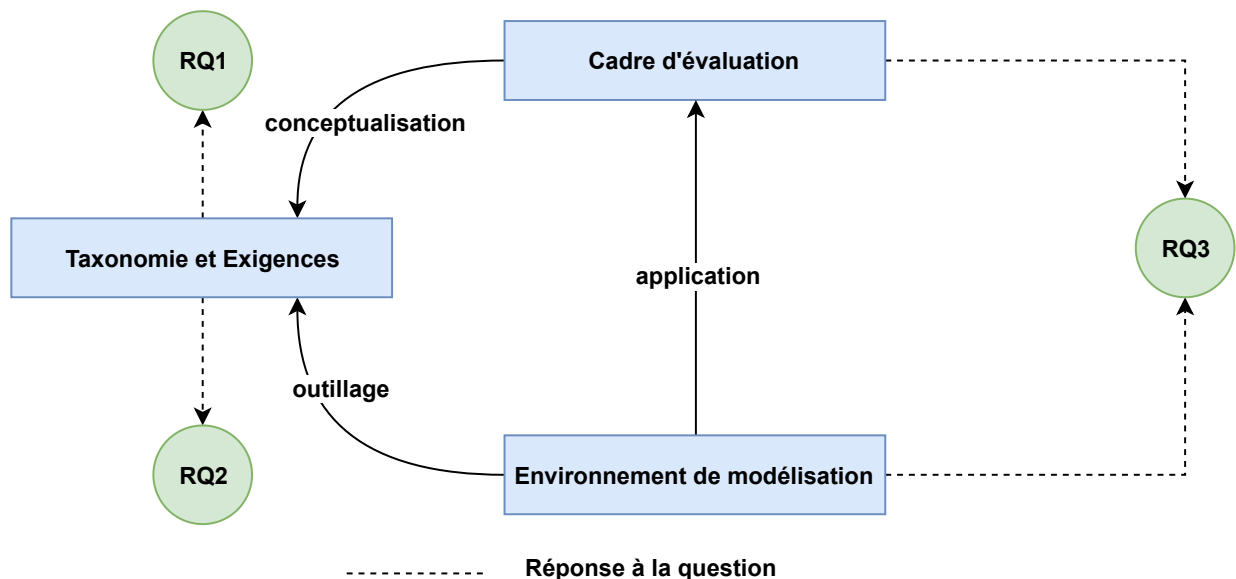 RQ1
Cadre d'évaluation
conceptualisation
Taxonomie et Exigences
RQ3
application
outillage
RQ2
Environnement de modélisation
Réponse à la question